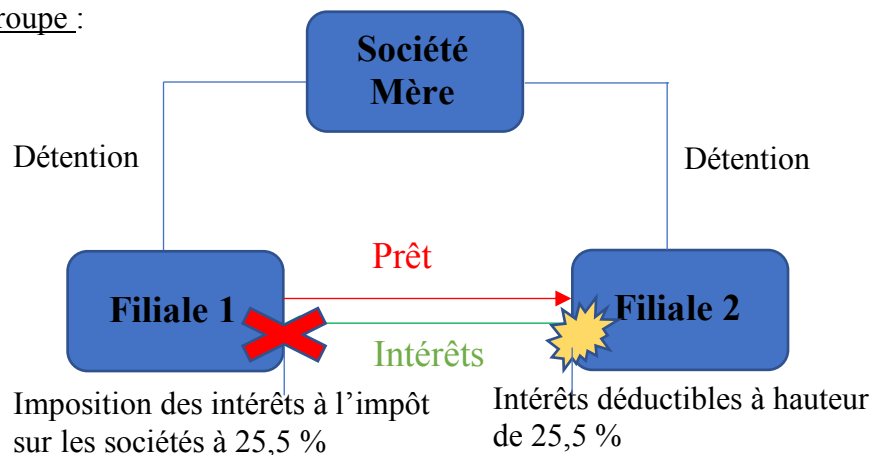 roupe :
Société
Mère
Détention
Détention
Prêt
Filiale 1
Filiale 2
Intérêts
Imposition des intérêts à l’impôt
sur les sociétés à 25,5 %
Intérêts déductibles à hauteur
de 25,5 %